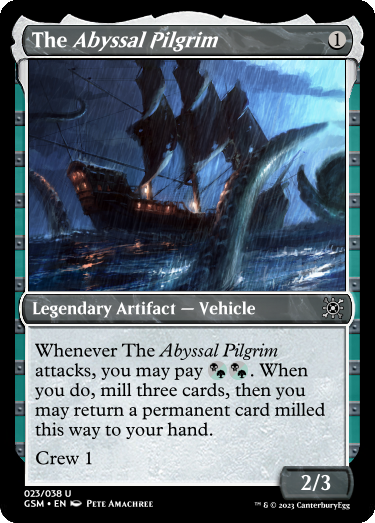 The Abyssal Pilgrim 1
Legendary Artifact — Vehicle
Whenever The Abyssal Pilgrim
attacks, you may pay . When
you do, mill three cards, then you
may return a permanent card milled
this way to your hand.
Crew 1
2/3
023/038 U
GSM • EN Pete Amachree
™ & © 2023 CanterburyEgg